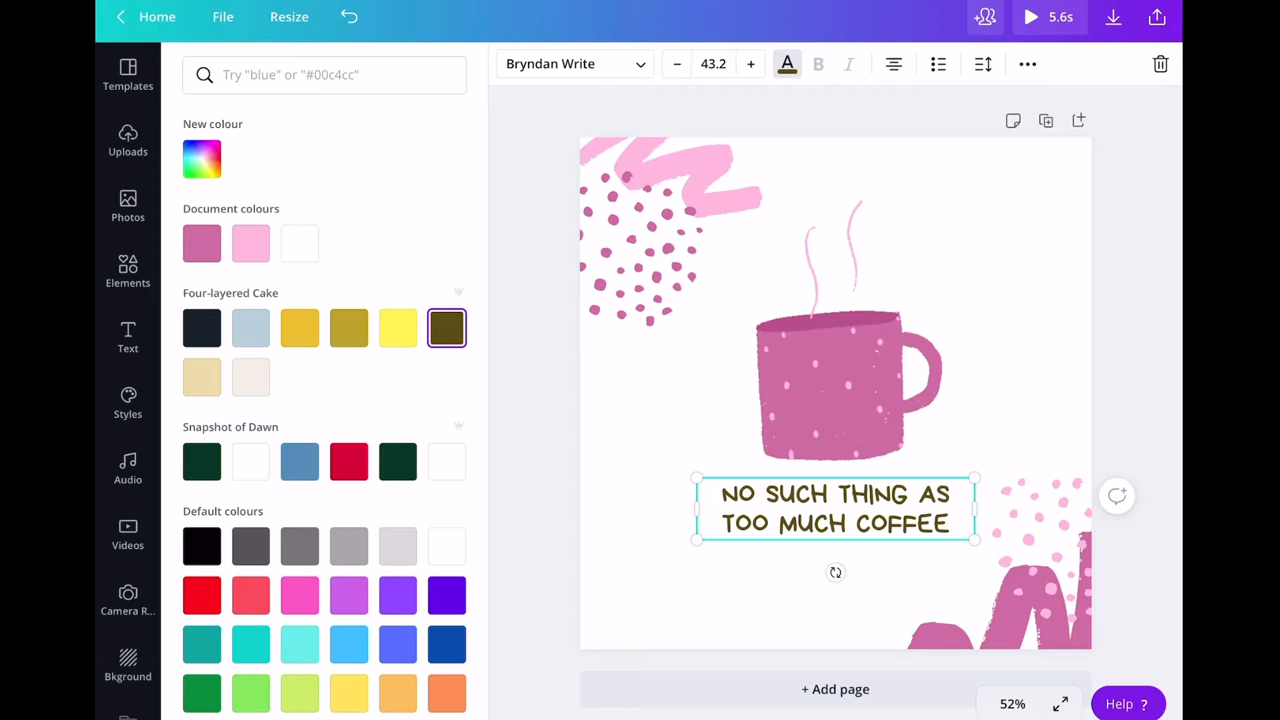 Home File Resize 5.6s
Templates
Uploads
Photos
Elements
Text
Styles
Audio
Videos
Camera R...
Bkground
Try "blue" or "#00c4cc"
New colour
Document colours
Four-layered Cake
Snapshot of Dawn
Default colours
Bryndan Write − 43.2 + A B I
NO SUCH THING AS
TOO MUCH COFFEE
+ Add page
52%
Help ?